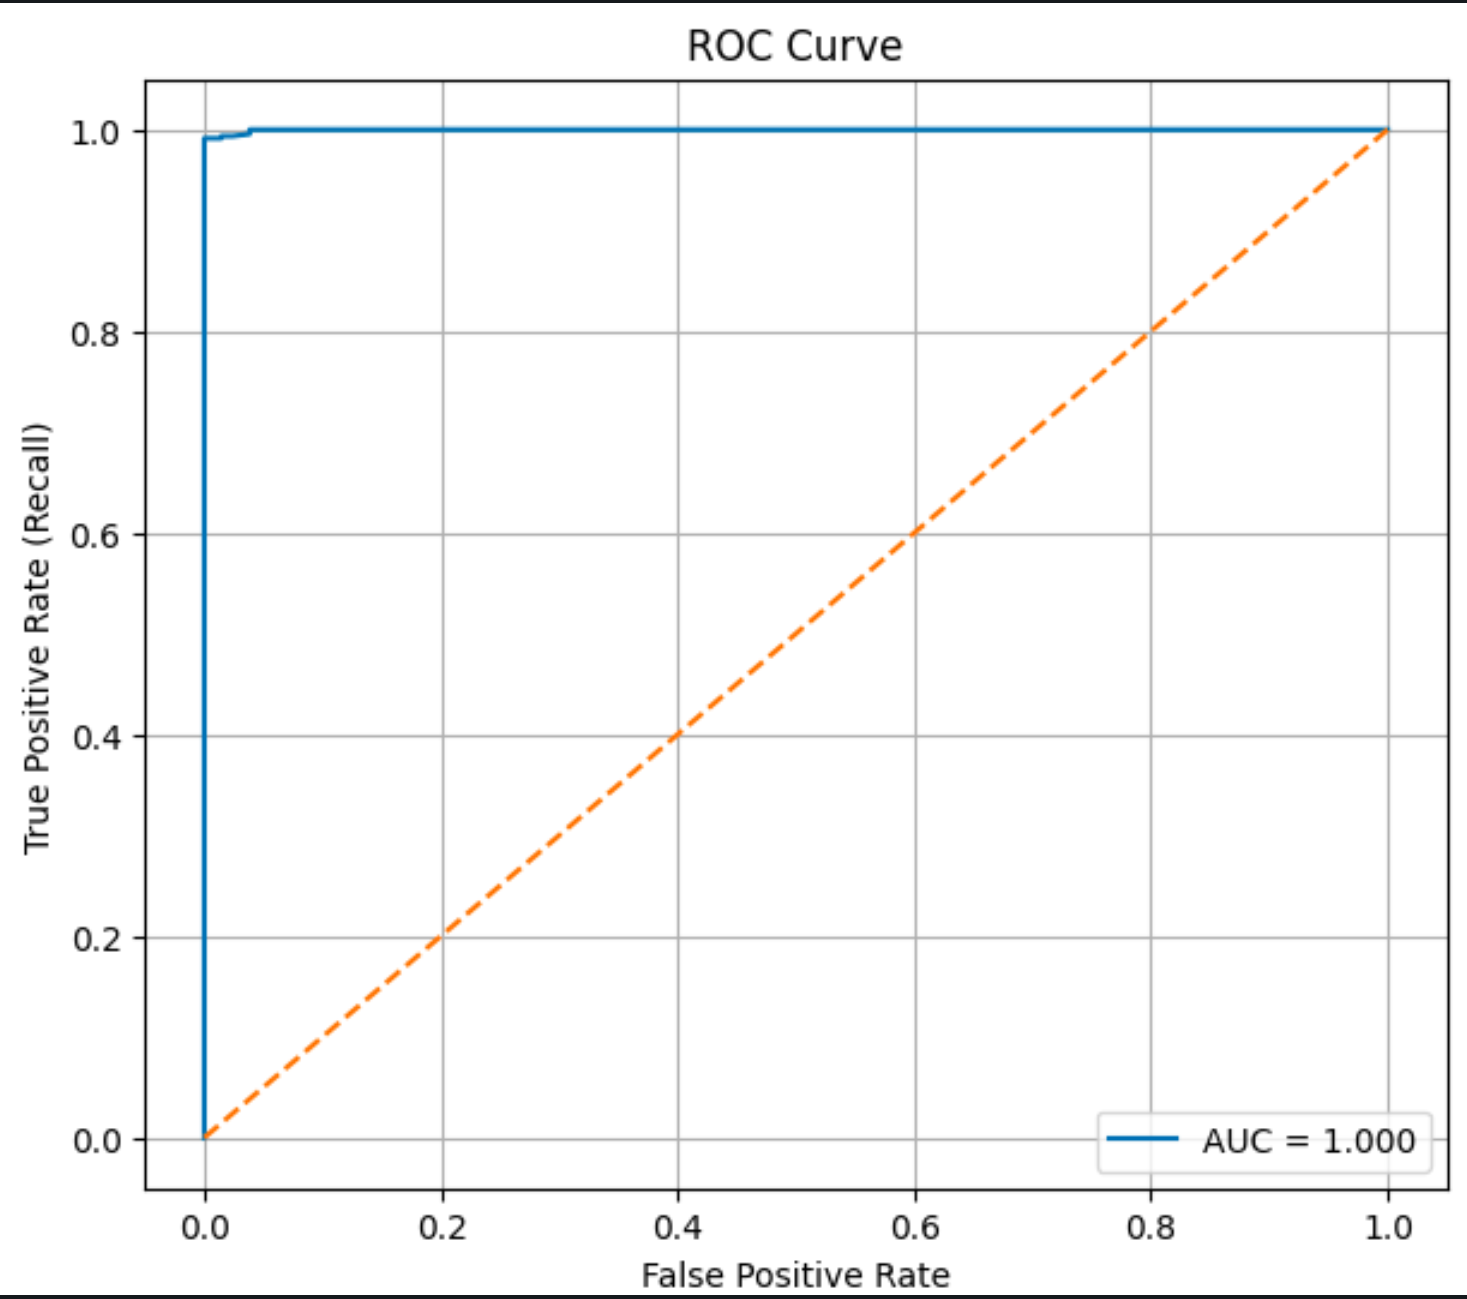 ROC Curve
1.0
0.8
0.6
0.4
0.2
0.0
True Positive Rate (Recall)
AUC = 1.000
0.0 0.2 0.4 0.6 0.8 1.0
False Positive Rate